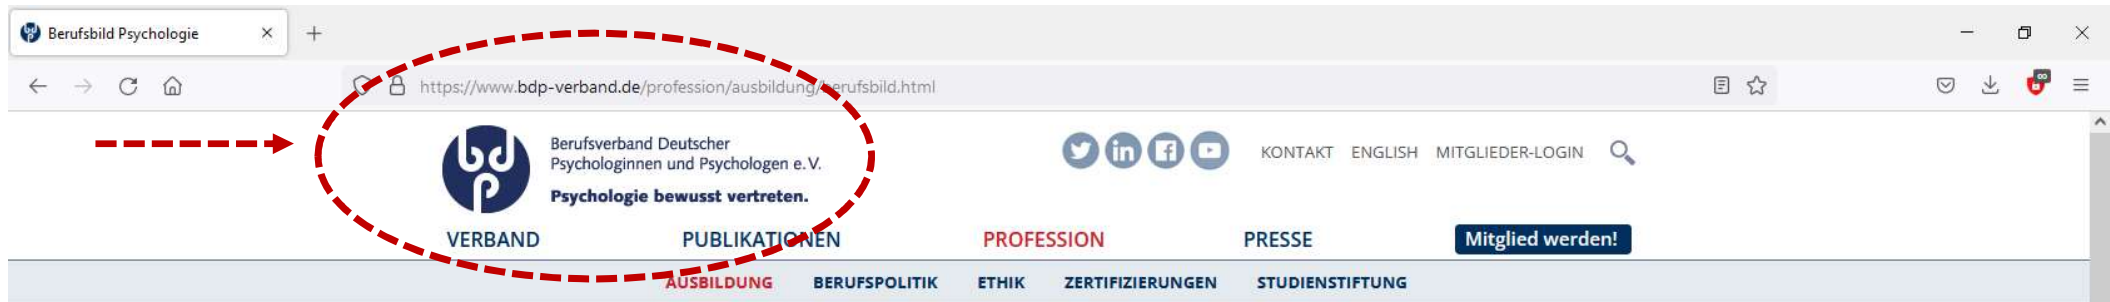 Berufsbild Psychologie
https://www.bdp-verband.de/profession/ausbildung/berufsbild.html
bdp
Berufsverband Deutscher
Psychologinnen und Psychologen e.V.
Psychologie bewusst vertreten.
KONTAKT ENGLISH MITGLIEDER-LOGIN
VERBAND PUBLIKATIONEN PROFESSION PRESSE Mitglied werden!
AUSBILDUNG BERUFSPOLITIK ETHIK ZERTIFIZIERUNGEN STUDIENSTIFTUNG